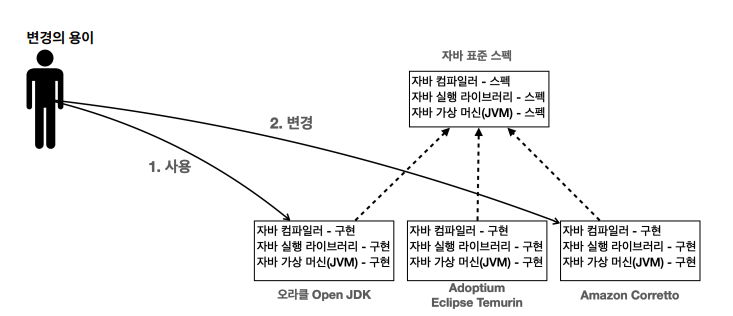 변경의 용이
자바 표준 스펙
자바 컴파일러 - 스펙
자바 실행 라이브러리 - 스펙
자바 가상 머신(JVM) - 스펙
2. 변경
1. 사용
자바 컴파일러 - 구현
자바 실행 라이브러리 - 구현
자바 가상 머신(JVM) - 구현
오라클 Open JDK
자바 컴파일러 - 구현
자바 실행 라이브러리 - 구현
자바 가상 머신(JVM) - 구현
Adoptium
Eclipse Temurin
자바 컴파일러 - 구현
자바 실행 라이브러리 - 구현
자바 가상 머신(JVM) - 구현
Amazon Corretto